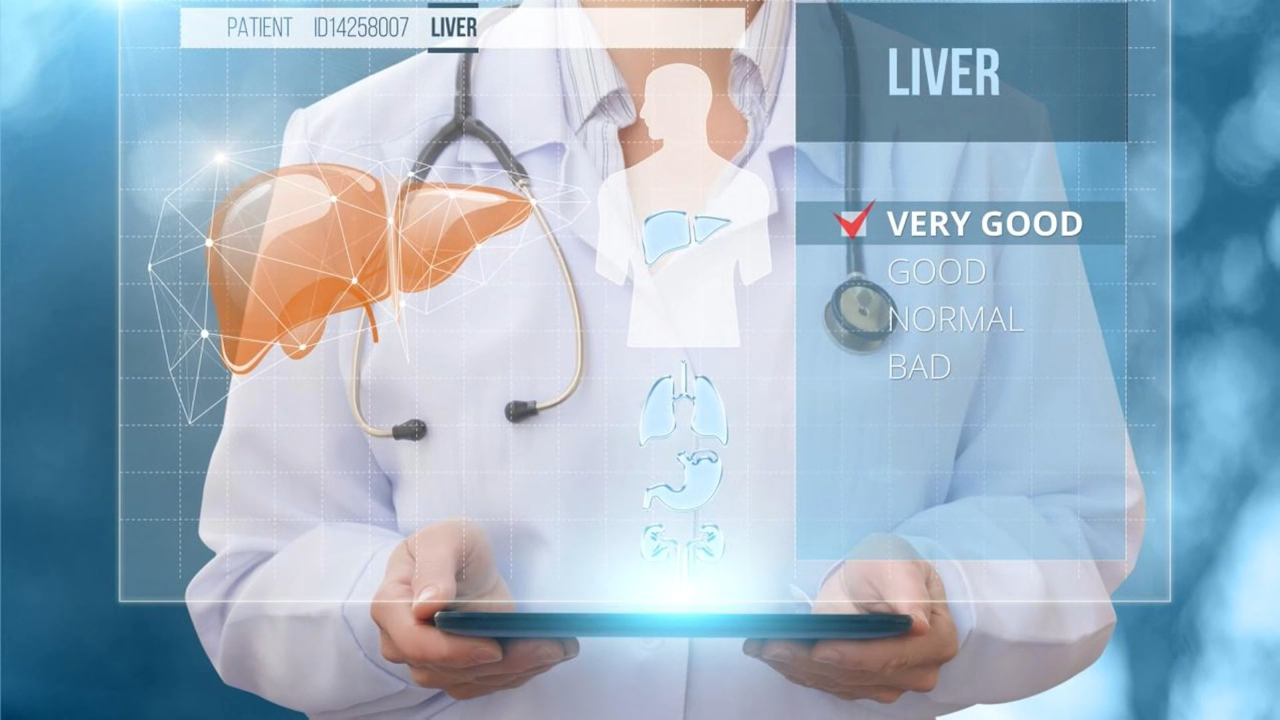 PATIENT ID14258007 LIVER
LIVER
VERY GOOD
GOOD
NORMAL
BAD